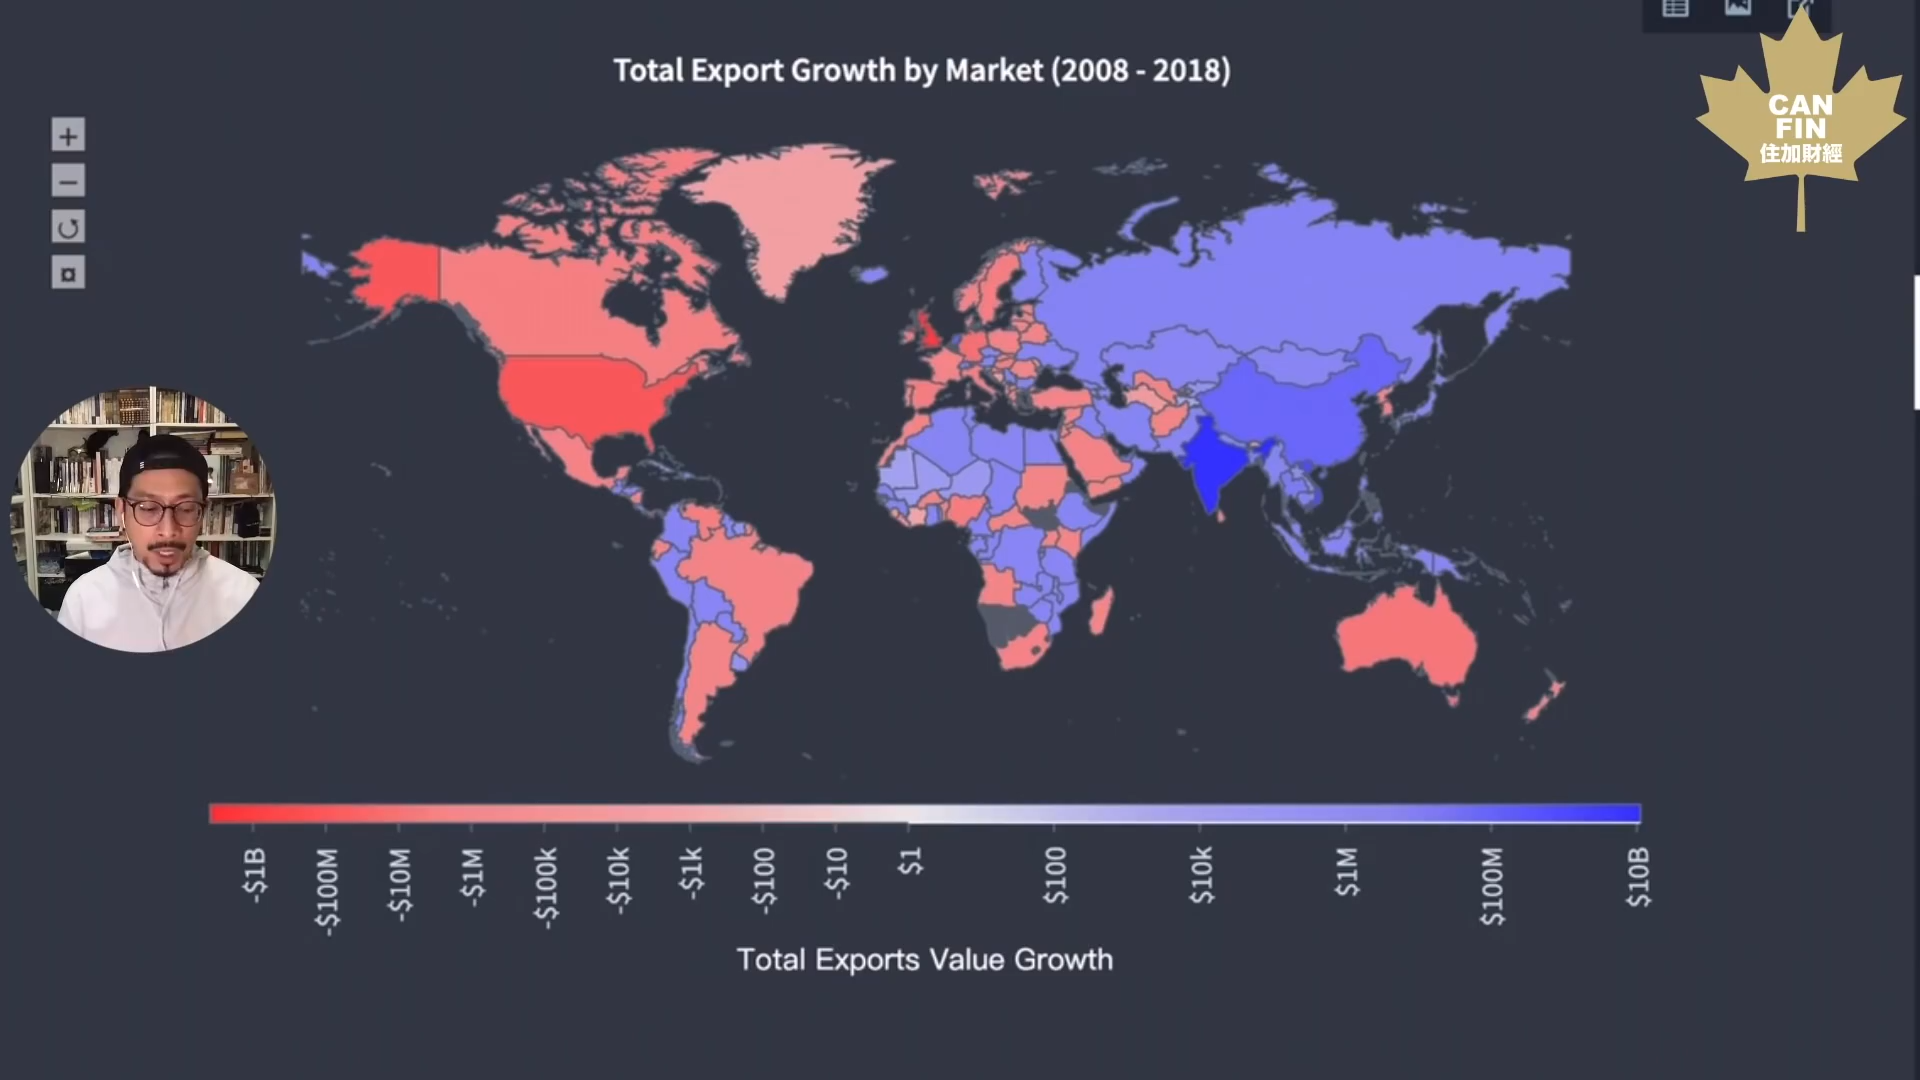 Total Export Growth by Market (2008 - 2018)
CAN
FIN
住加財經
-$1B
-$100M
-$10M
-$1M
-$100k
-$10k
-$1k
-$100
-$10
$1
$100
$10k
$1M
$100M
$10B
Total Exports Value Growth